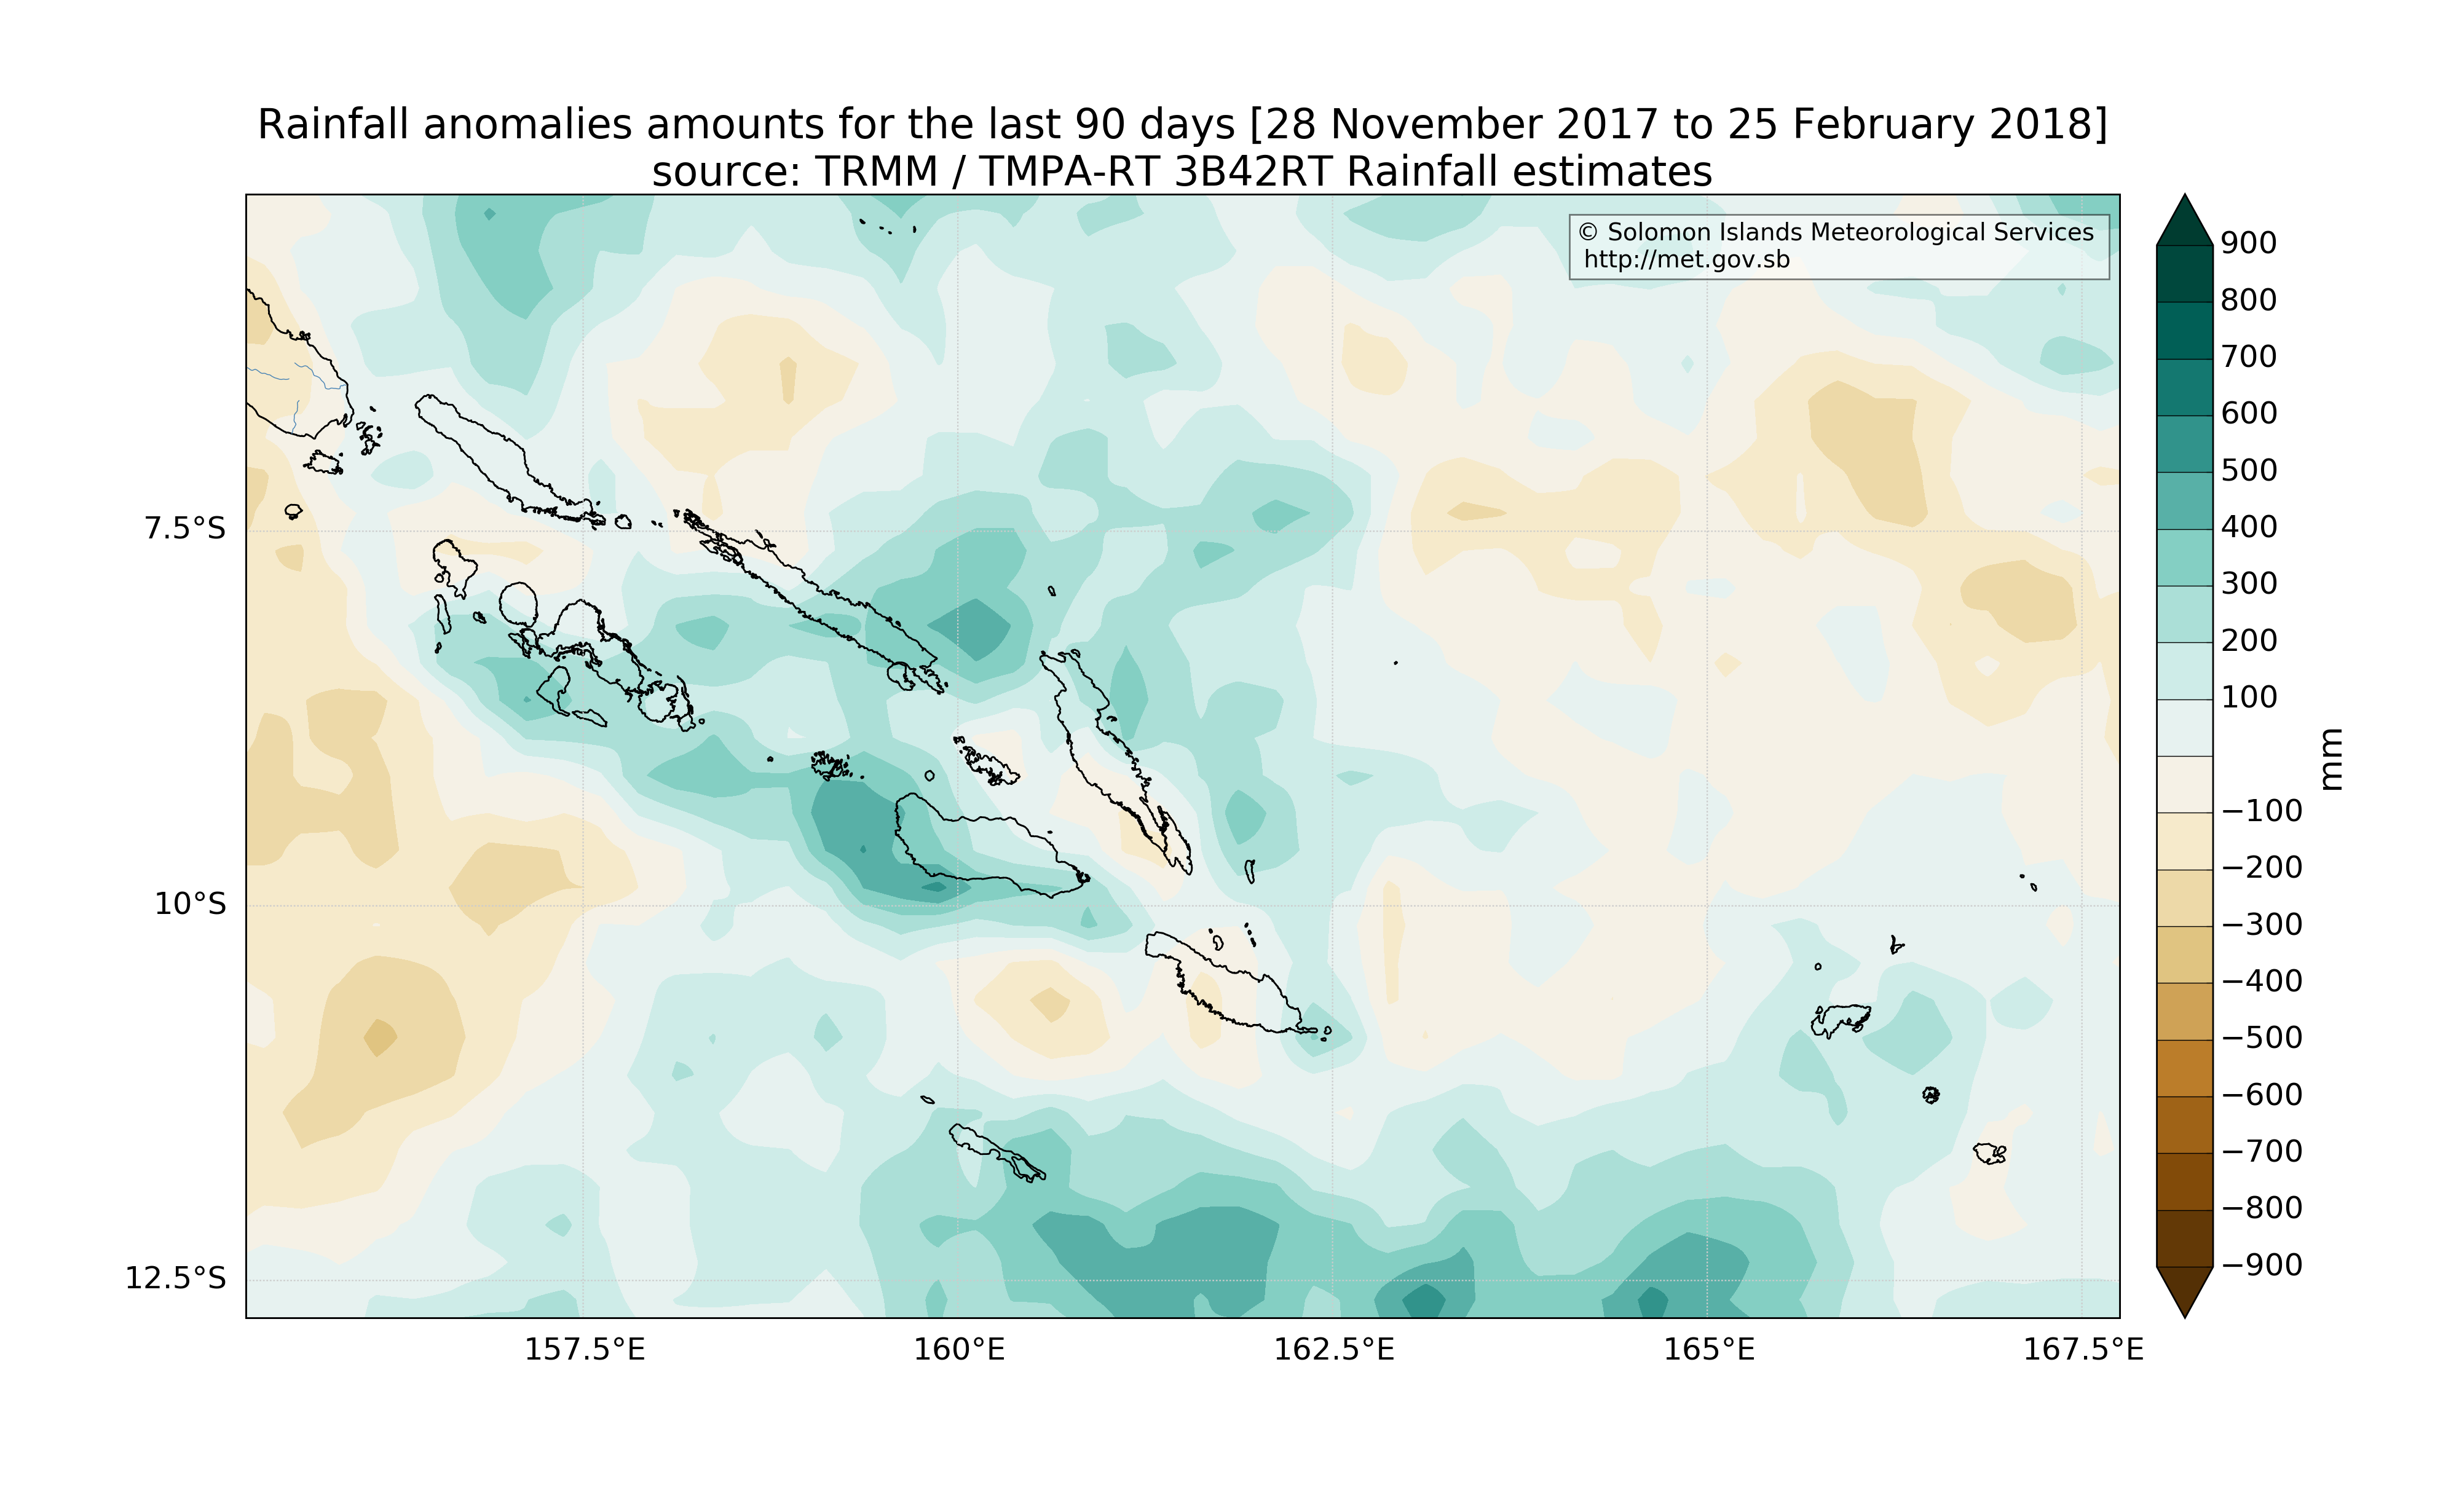 Rainfall anomalies amounts for the last 90 days [28 November 2017 to 25 February 2018]
source: TRMM / TMPA-RT 3B42RT Rainfall estimates
© Solomon Islands Meteorological Services
http://met.gov.sb
7.5°S
10°S
12.5°S
157.5°E
160°E
162.5°E
165°E
167.5°E
900
800
700
600
500
400
300
200
100
−100
−200
−300
−400
−500
−600
−700
−800
−900
mm